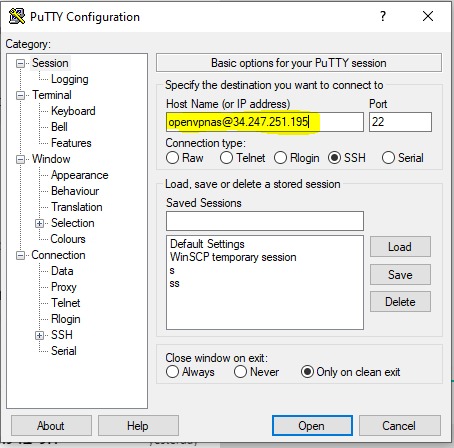 PuTTY Configuration
?
Category:
Session
Logging
Terminal
Keyboard
Bell
Features
Window
Appearance
Behaviour
Translation
Selection
Colours
Connection
Data
Proxy
Telnet
Rlogin
SSH
Serial
Basic options for your PuTTY session
Specify the destination you want to connect to
Host Name (or IP address) Port
openvpnas@34.247.251.195 22
Connection type:
Raw Telnet Rlogin SSH Serial
Load, save or delete a stored session
Saved Sessions
Default Settings
WinSCP temporary session
s
ss
Load
Save
Delete
Close window on exit:
Always Never Only on clean exit
About Help Open Cancel
yesterday